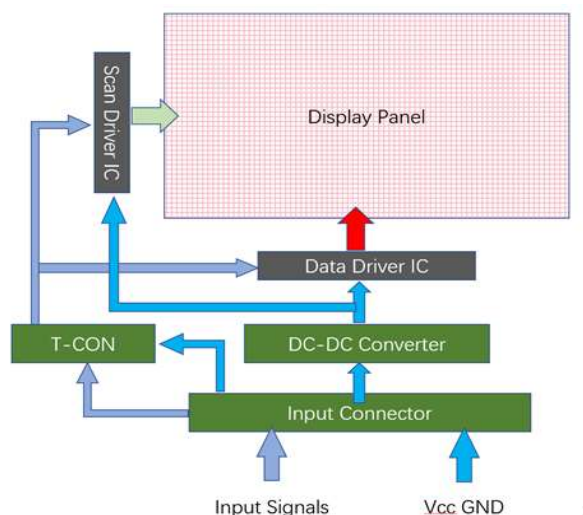 Scan Driver IC
Display Panel
Data Driver IC
T-CON
DC-DC Converter
Input Connector
Input Signals
Vcc GND